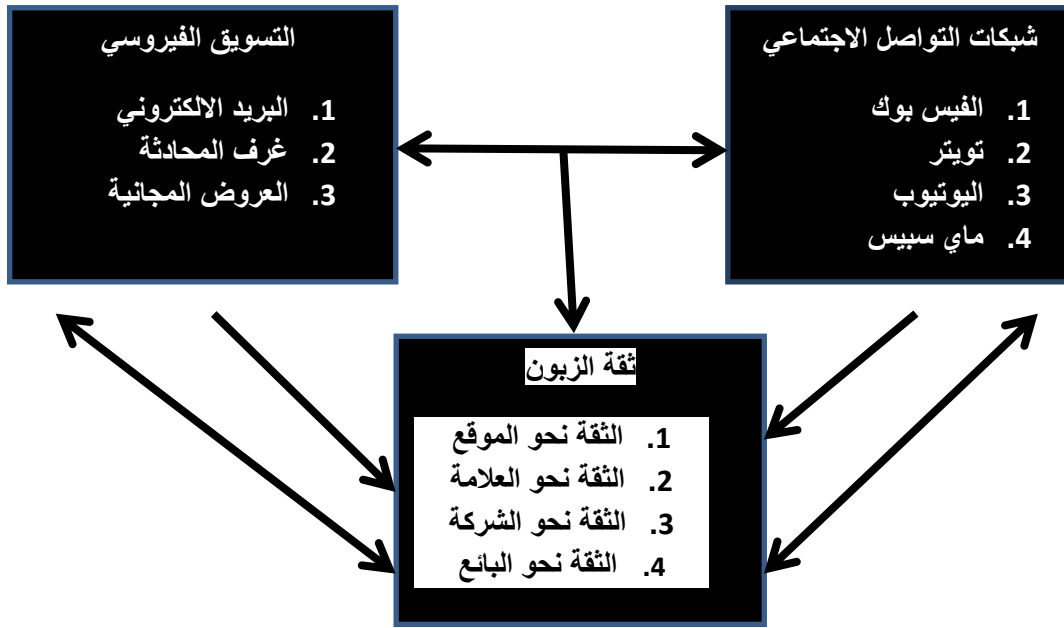 شبكات التواصل الاجتماعي
1. الفيس بوك
2. تويتر
3. اليوتيوب
4. ماي سبيس
التسويق الفيروسي
1. البريد الالكتروني
2. غرف المحادثة
3. العروض المجانية
ثقة الزبون
1. الثقة نحو الموقع
2. الثقة نحو العلامة
3. الثقة نحو الشركة
4. الثقة نحو البائع